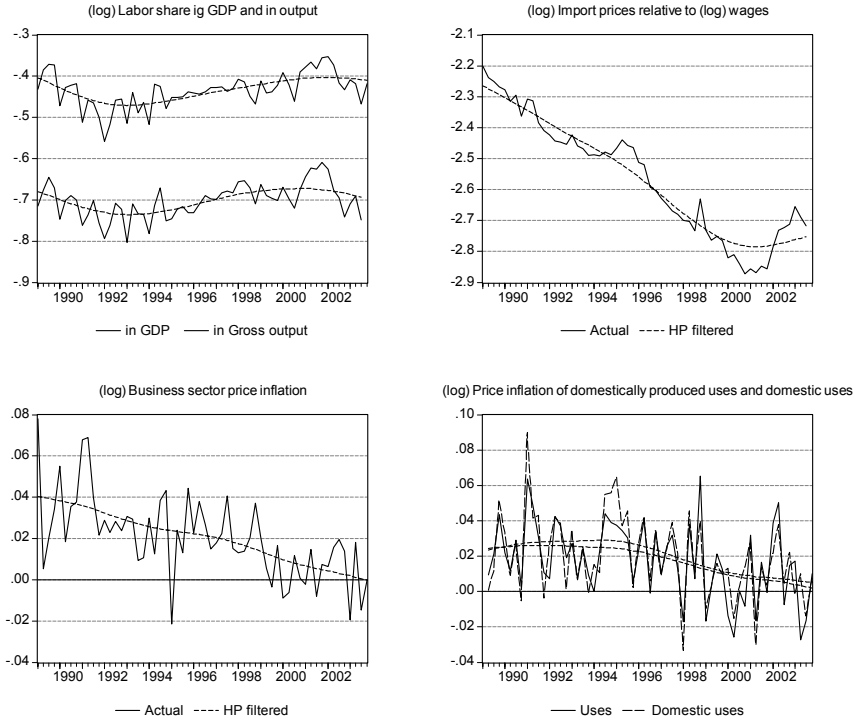 (log) Labor share ig GDP and in output
-.3
-.4
-.5
-.6
-.7
-.8
-.9
1990 1992 1994 1996 1998 2000 2002
in GDP in Gross output
(log) Import prices relative to (log) wages
-2.1
-2.2
-2.3
-2.4
-2.5
-2.6
-2.7
-2.8
-2.9
1990 1992 1994 1996 1998 2000 2002
Actual HP filtered
(log) Business sector price inflation
.08
.06
.04
.02
.00
-.02
-.04
1990 1992 1994 1996 1998 2000 2002
Actual HP filtered
(log) Price inflation of domestically produced uses and domestic uses
.10
.08
.06
.04
.02
.00
-.02
-.04
1990 1992 1994 1996 1998 2000 2002
Uses Domestic uses